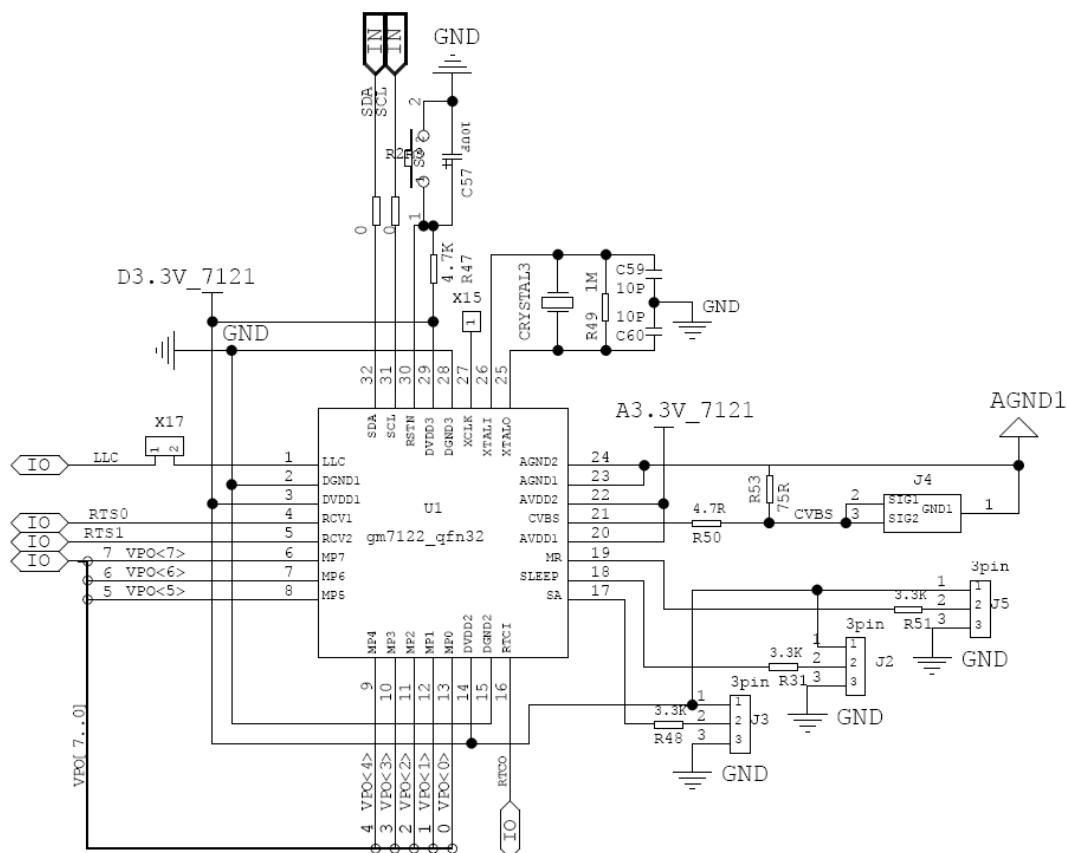 IN IN
GND
SDA
SCL
2
10UF
C57
1
0
0
4.7K
R47
D3.3V_7121
GND
X15
1
CRYSTAL3
R49
1M
C59
10P
10P
C60
GND
32 31 30 29 28 27 26 25
SDA SCL RSTN DVDD3 DGND3 XCLK XTALI XTALO
A3.3V_7121
AGND1
X17
1 2
IO LLC 1 LLC
2 DGND1
3 DVDD1
IO RTS0 4 RCV1
IO RTS1 5 RCV2
IO 7 VPO<7> 6 MP7
6 VPO<6> 7 MP6
5 VPO<5> 8 MP5
U1
gm7122_qfn32
AGND2 24
AGND1 23
AVDD2 22
CVBS 21
AVDD1 20
MR 19
SLEEP 18
SA 17
R53
75R
4.7R
R50
CVBS
J4
2 SIG1
3 SIG2
GND1 1
3pin
1 1
2 2
3 3
J5
3.3K
R51
GND
3pin
1 1
2 2
3 3
J2
3.3K
R31
GND
3pin
1 1
2 2
3 3
J3
3.3K
R48
GND
MP4 MP3 MP2 MP1 MP0 DVDD2 DGND2 RTCI
9 10 11 12 13 14 15 16
VPO[7..0]
4 VPO<4>
3 VPO<3>
2 VPO<2>
1 VPO<1>
0 VPO<0>
RTCO
IO